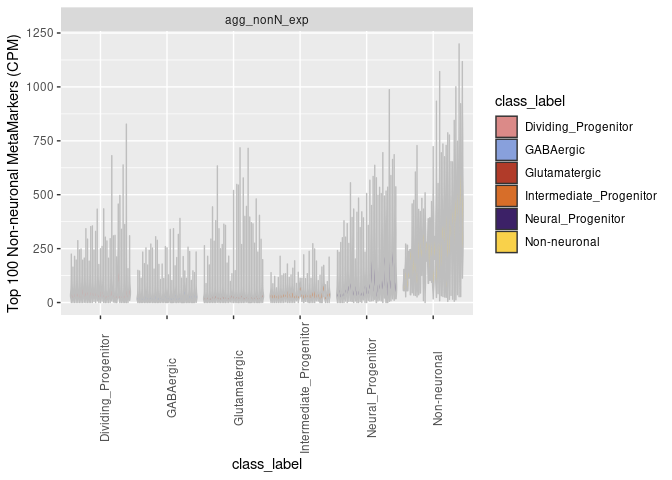 agg_nonN_exp
Top 100 Non-neuronal MetaMarkers (CPM)
1250
1000
750
500
250
0
Dividing_Progenitor
GABAergic
Glutamatergic
Intermediate_Progenitor
Neural_Progenitor
Non-neuronal
class_label
class_label
Dividing_Progenitor
GABAergic
Glutamatergic
Intermediate_Progenitor
Neural_Progenitor
Non-neuronal